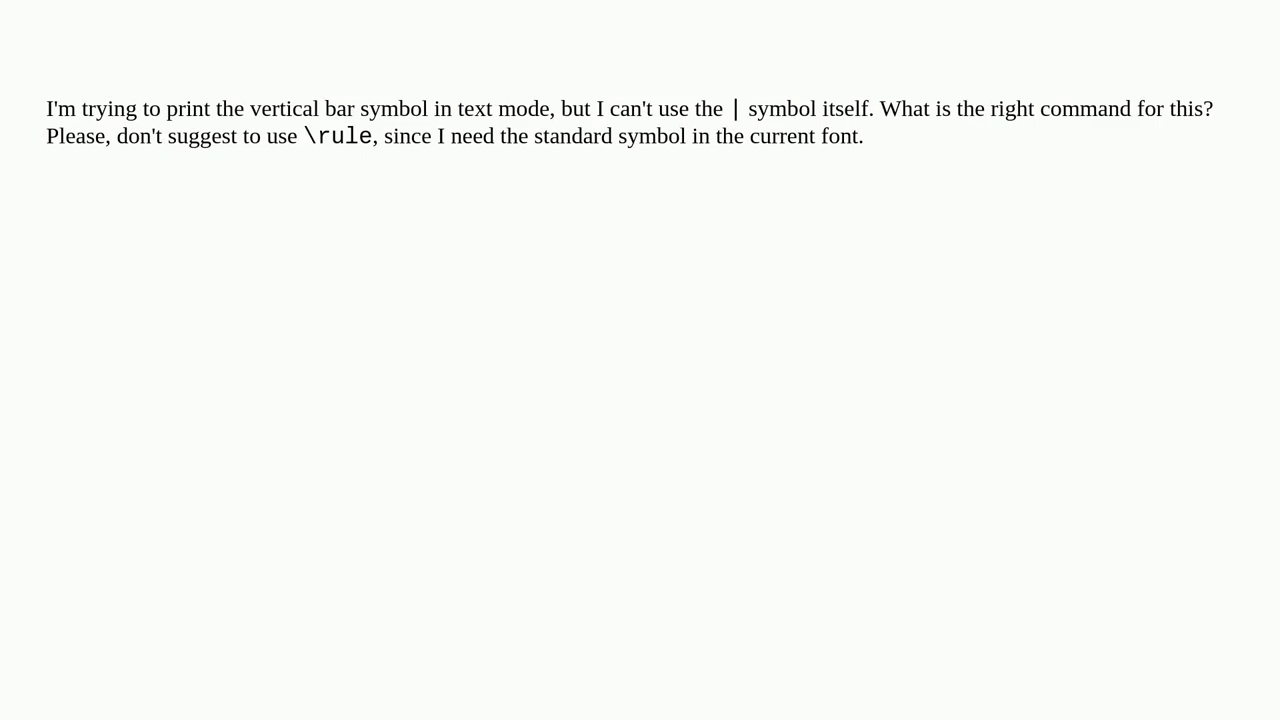 I'm trying to print the vertical bar symbol in text mode, but I can't use the | symbol itself. What is the right command for this?
Please, don't suggest to use \rule, since I need the standard symbol in the current font.